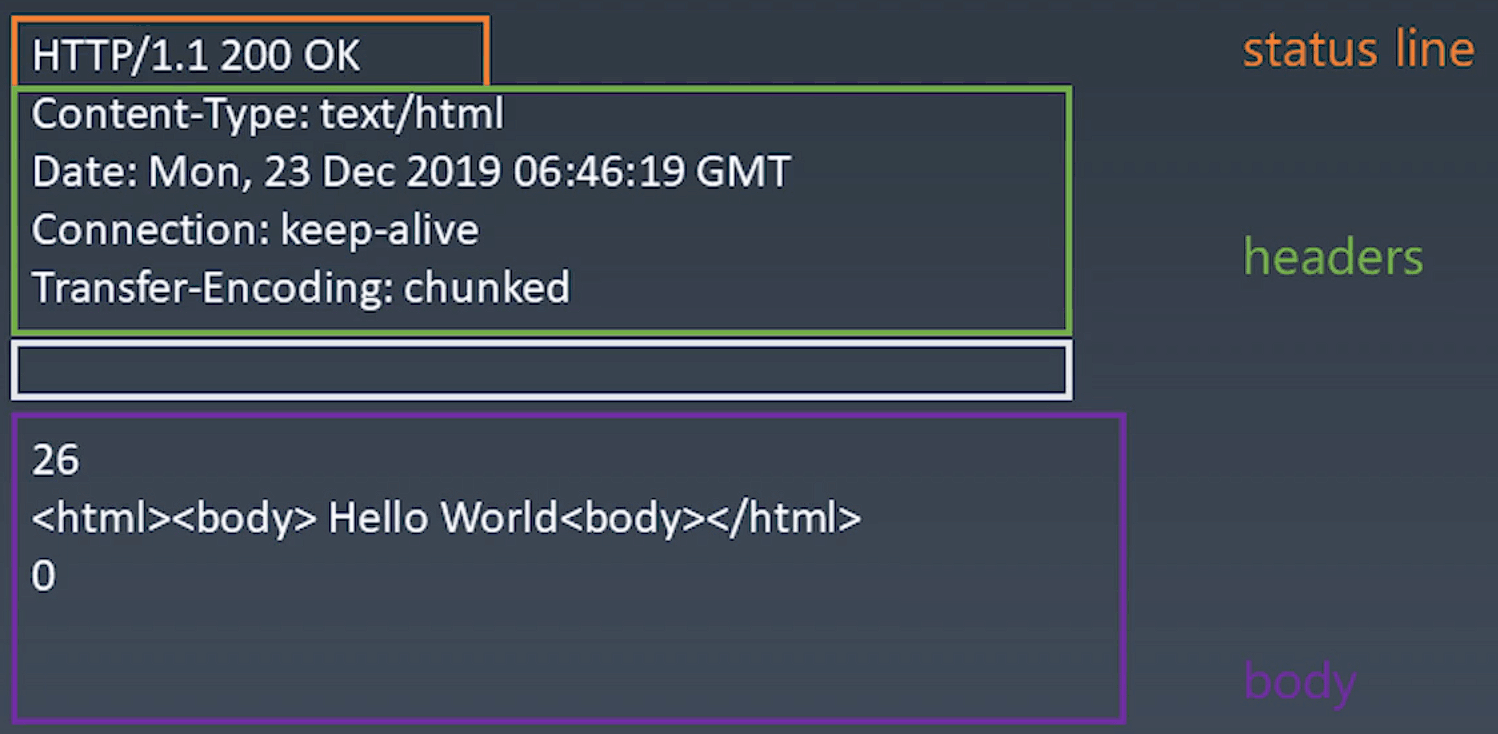 HTTP/1.1 200 OK
status line
Content-Type: text/html
Date: Mon, 23 Dec 2019 06:46:19 GMT
Connection: keep-alive
headers
Transfer-Encoding: chunked
26
<html><body> Hello World<body></html>
0
body